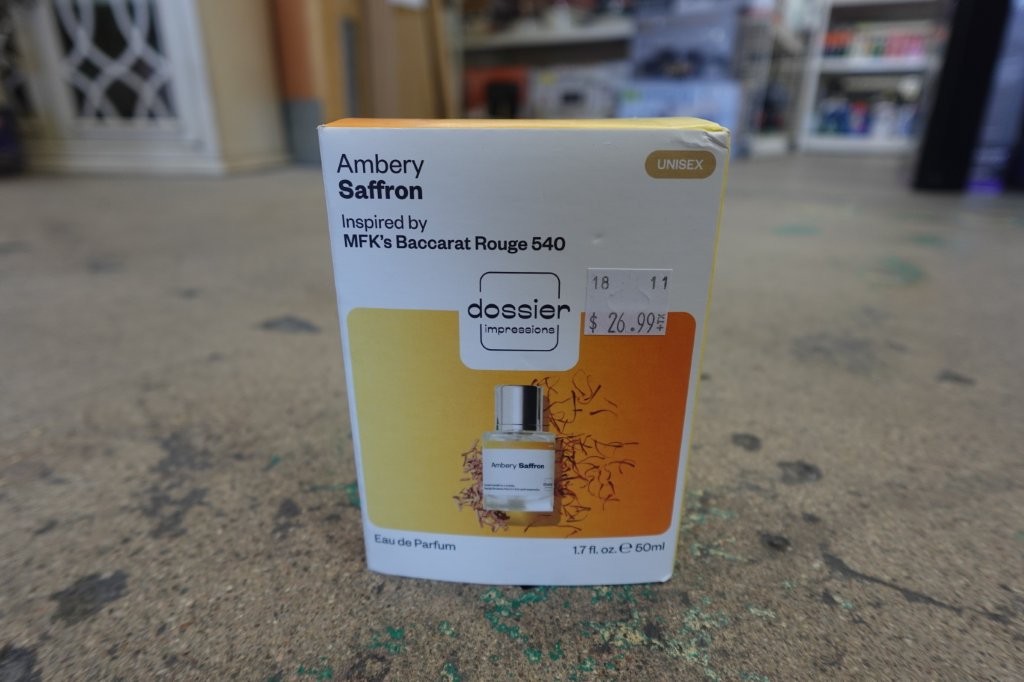 Ambery
Saffron
UNISEX
Inspired by
MFK's Baccarat Rouge 540
dossier
impressions
18 11
$ 26.99
Ambery Saffron
Eau de Parfum
1.7 fl. oz. ℮ 50ml